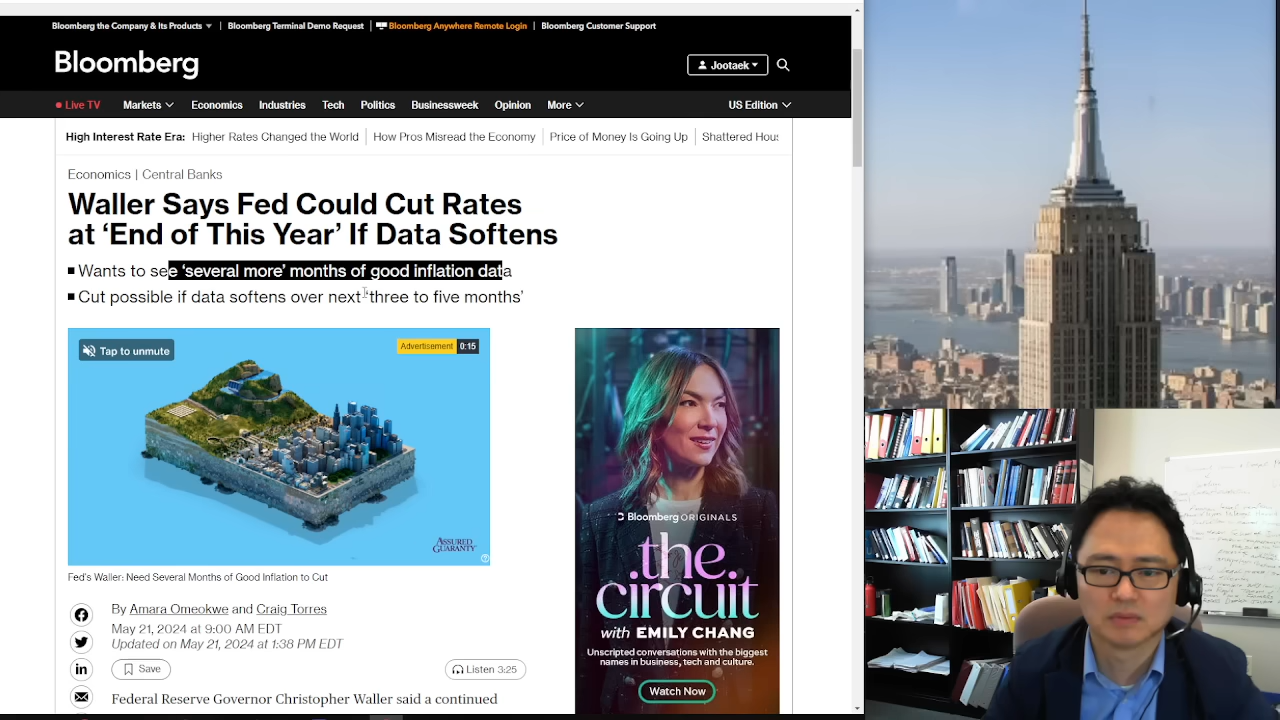 Bloomberg the Company & Its Products
Bloomberg Terminal Demo Request
Bloomberg Anywhere Remote Login
Bloomberg Customer Support
Bloomberg
Jootaek
Live TV
Markets
Economics
Industries
Tech
Politics
Businessweek
Opinion
More
US Edition
High Interest Rate Era:
Higher Rates Changed the World
How Pros Misread the Economy
Price of Money Is Going Up
Shattered Hous
Economics | Central Banks
Waller Says Fed Could Cut Rates
at ‘End of This Year’ If Data Softens
Wants to see ‘several more’ months of good inflation data
Cut possible if data softens over next ‘three to five months’
Tap to unmute
Advertisement 0:15
ASSURED
GUARANTY
Fed's Waller: Need Several Months of Good Inflation to Cut
By Amara Omeokwe and Craig Torres
May 21, 2024 at 9:00 AM EDT
Updated on May 21, 2024 at 1:38 PM EDT
Save
Listen 3:25
Federal Reserve Governor Christopher Waller said a continued
Bloomberg ORIGINALS
the
circuit
with EMILY CHANG
Unscripted conversations with the biggest
names in business, tech and culture.
Watch Now